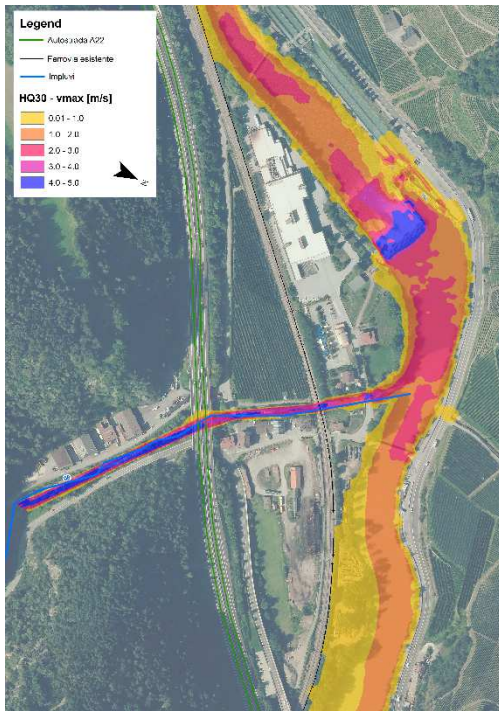 Legend
Autostrada A22
Ferrovia esistente
Impluvi
HQ30 - vmax [m/s]
0.01 - 1.0
1.0 - 2.0
2.0 - 3.0
3.0 - 4.0
4.0 - 5.0